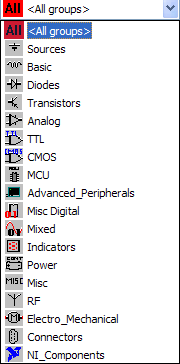 All <All groups>
All <All groups>
Sources
Basic
Diodes
Transistors
Analog
TTL
CMOS
MCU
Advanced_Peripherals
Misc Digital
Mixed
Indicators
Power
MISC Misc
RF
Electro_Mechanical
Connectors
NI_Components